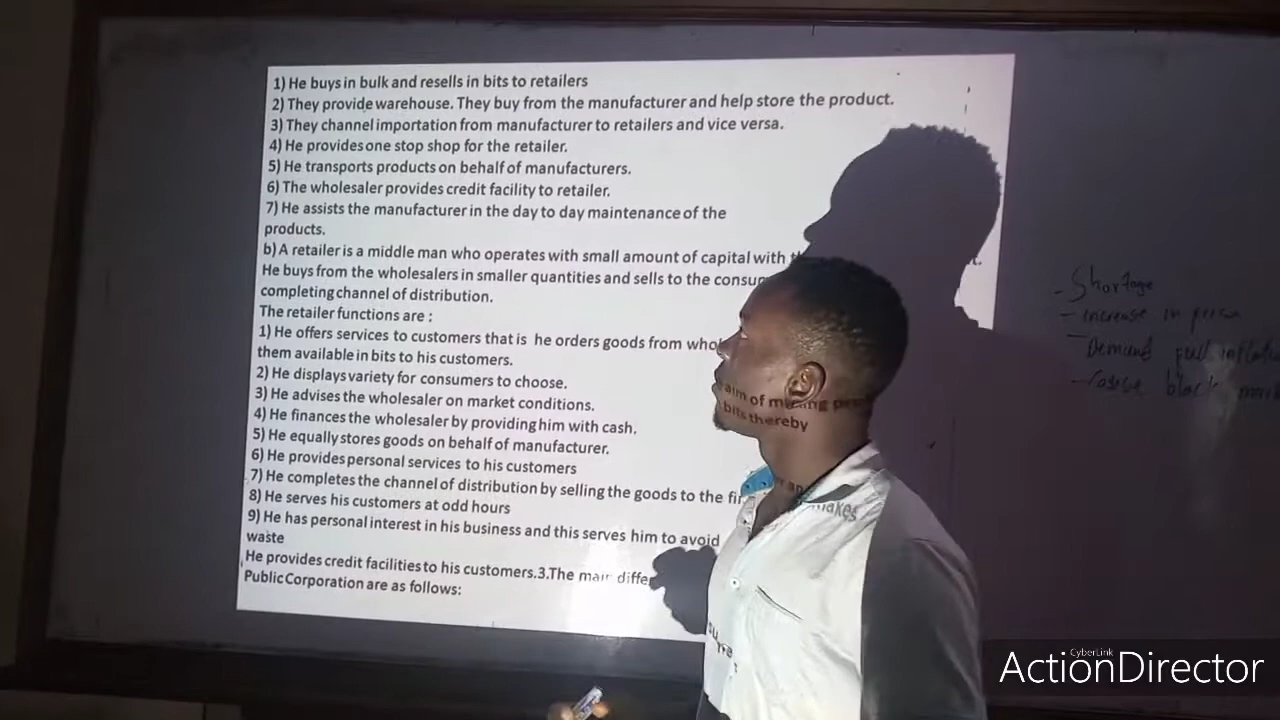 1) He buys in bulk and resells in bits to retailers
2) They provide warehouse. They buy from the manufacturer and help store the product.
3) They channel importation from manufacturer to retailers and vice versa.
4) He provides one stop shop for the retailer.
5) He transports products on behalf of manufacturers.
6) The wholesaler provides credit facility to retailer.
7) He assists the manufacturer in the day to day maintenance of the
products.
b) A retailer is a middle man who operates with small amount of capital with
aim of
He buys from the wholesalers in smaller quantities and sells to the
bits thereby
completing channel of distribution.
The retailer functions are :
1) He offers services to customers that is he orders goods from
makes
them available in bits to his customers.
2) He displays variety for consumers to choose.
3) He advises the wholesaler on market conditions.
4) He finances the wholesaler by providing him with cash.
5) He equally stores goods on behalf of manufacturer.
6) He provides personal services to his customers
7) He completes the channel of distribution by selling the goods to the
8) He serves his customers at odd hours
9) He has personal interest in his business and this serves him to avoid
waste
He provides credit facilities to his customers.3.The main
Public Corporation are as follows:
- Shortage
- increase in
- Demand pull
- black
CyberLink
ActionDirector